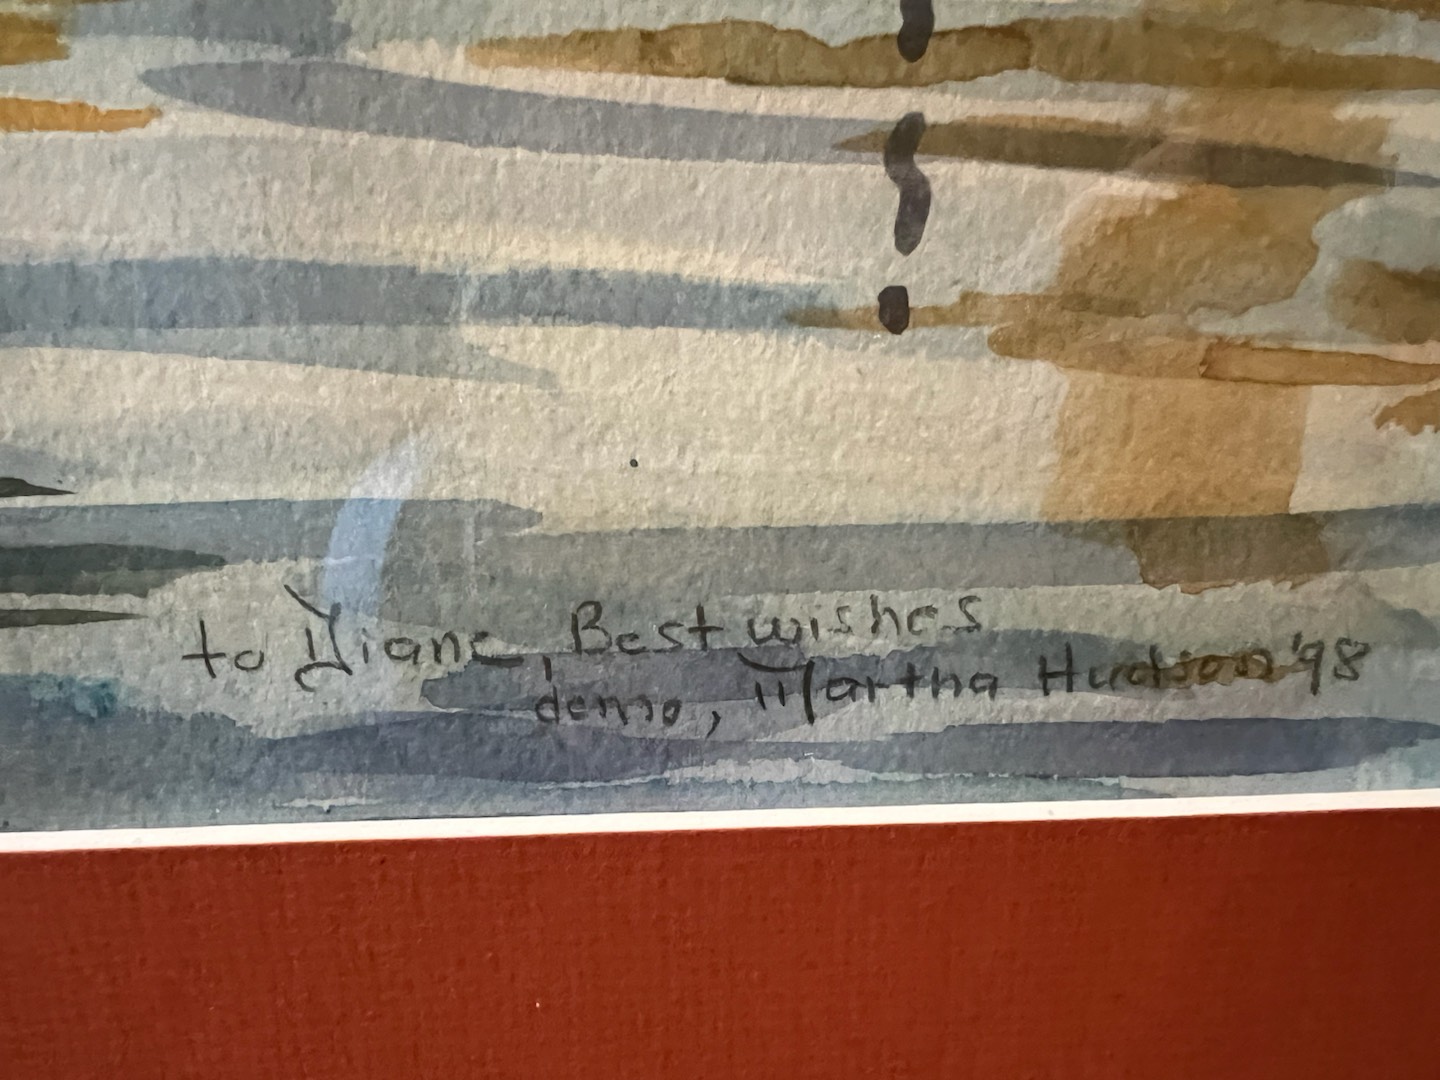 to Diane, Best wishes
demo, Martha Hudson '98